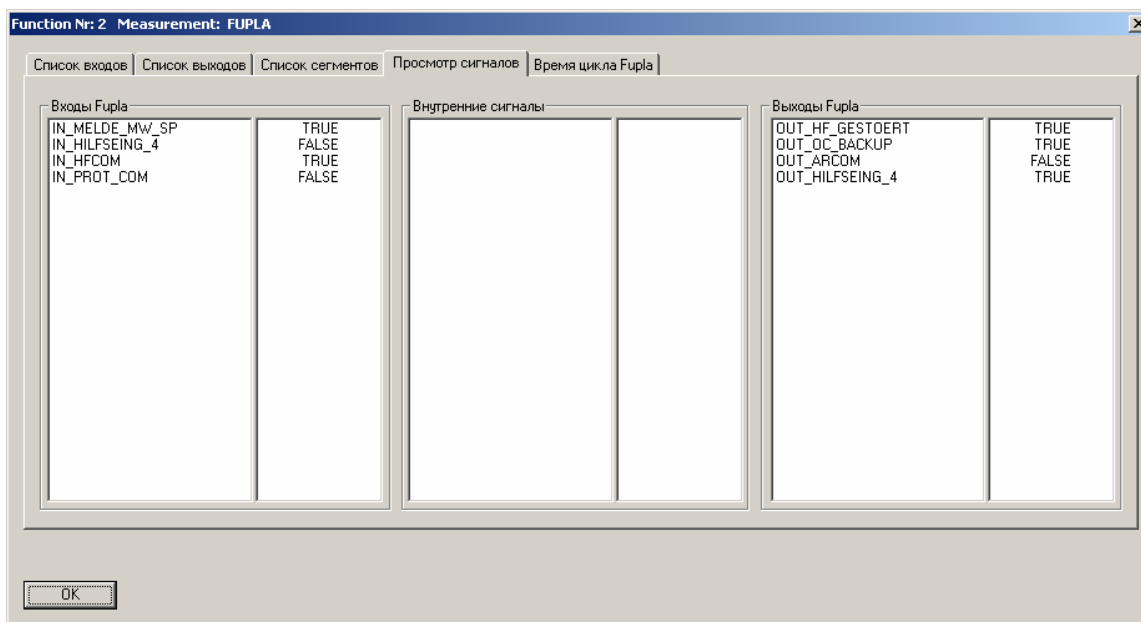 Function Nr: 2 Measurement: FUPLA
Список входов Список выходов Список сегментов Просмотр сигналов Время цикла Fupla
Входы Fupla
IN_MELDE_MW_SP TRUE
IN_HILFSEING_4 FALSE
IN_HFCOM TRUE
IN_PROT_COM FALSE
Внутренние сигналы
Выходы Fupla
OUT_HF_GESTOERT TRUE
OUT_OC_BACKUP TRUE
OUT_ARCOM FALSE
OUT_HILFSEING_4 TRUE
OK